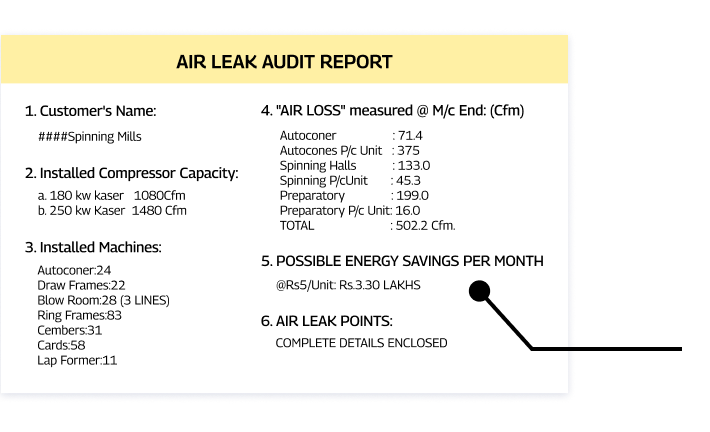 AIR LEAK AUDIT REPORT
1. Customer's Name:
####Spinning Mills
2. Installed Compressor Capacity:
a. 180 kw kaser 1080Cfm
b. 250 kw Kaser 1480 Cfm
3. Installed Machines:
Autoconer:24
Draw Frames:22
Blow Room:28 (3 LINES)
Ring Frames:83
Cembers:31
Cards:58
Lap Former:11
4. "AIR LOSS" measured @ M/c End: (Cfm)
Autoconer : 71.4
Autocones P/c Unit : 375
Spinning Halls : 133.0
Spinning P/cUnit : 45.3
Preparatory : 199.0
Preparatory P/c Unit: 16.0
TOTAL : 502.2 Cfm.
5. POSSIBLE ENERGY SAVINGS PER MONTH
@Rs5/Unit: Rs.3.30 LAKHS
6. AIR LEAK POINTS:
COMPLETE DETAILS ENCLOSED